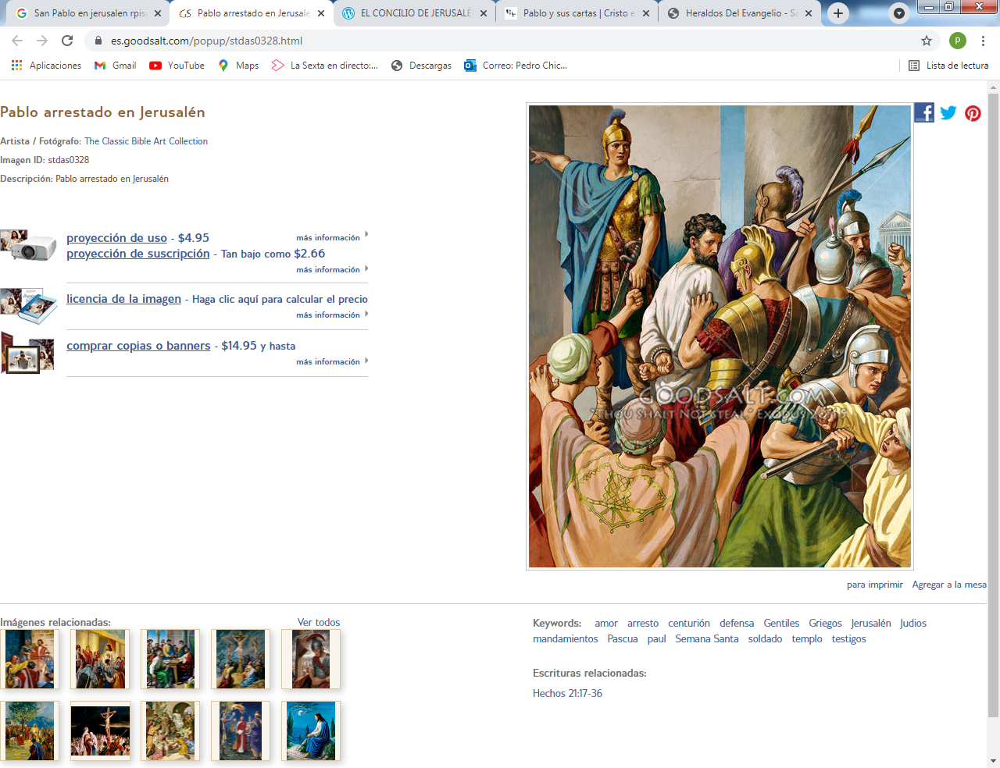 San Pablo en jerusalen rpisi
Pablo arrestado en Jerusalé
EL CONCILIO DE JERUSALÉ
Pablo y sus cartas | Cristo e
Heraldos Del Evangelio - Sa
es.goodsalt.com/popup/stdas0328.html
P
Aplicaciones
Gmail
YouTube
Maps
La Sexta en directo:...
Descargas
Correo: Pedro Chic...
Lista de lectura
Pablo arrestado en Jerusalén
Artista / Fotógrafo: The Classic Bible Art Collection
Imagen ID: stdas0328
Descripción: Pablo arrestado en Jerusalén
proyección de uso - $4.95
más información
proyección de suscripción - Tan bajo como $2.66
más información
licencia de la imagen - Haga clic aquí para calcular el precio
más información
comprar copias o banners - $14.95 y hasta
más información
GOODSALT.COM
"Thou Shalt Not steal" Exodus 20:15
para imprimir Agregar a la mesa
Imágenes relacionadas: Ver todos
Keywords: amor arresto centurión defensa Gentiles Griegos Jerusalén Judios
mandamientos Pascua paul Semana Santa soldado templo testigos
Escrituras relacionadas:
Hechos 21:17-36